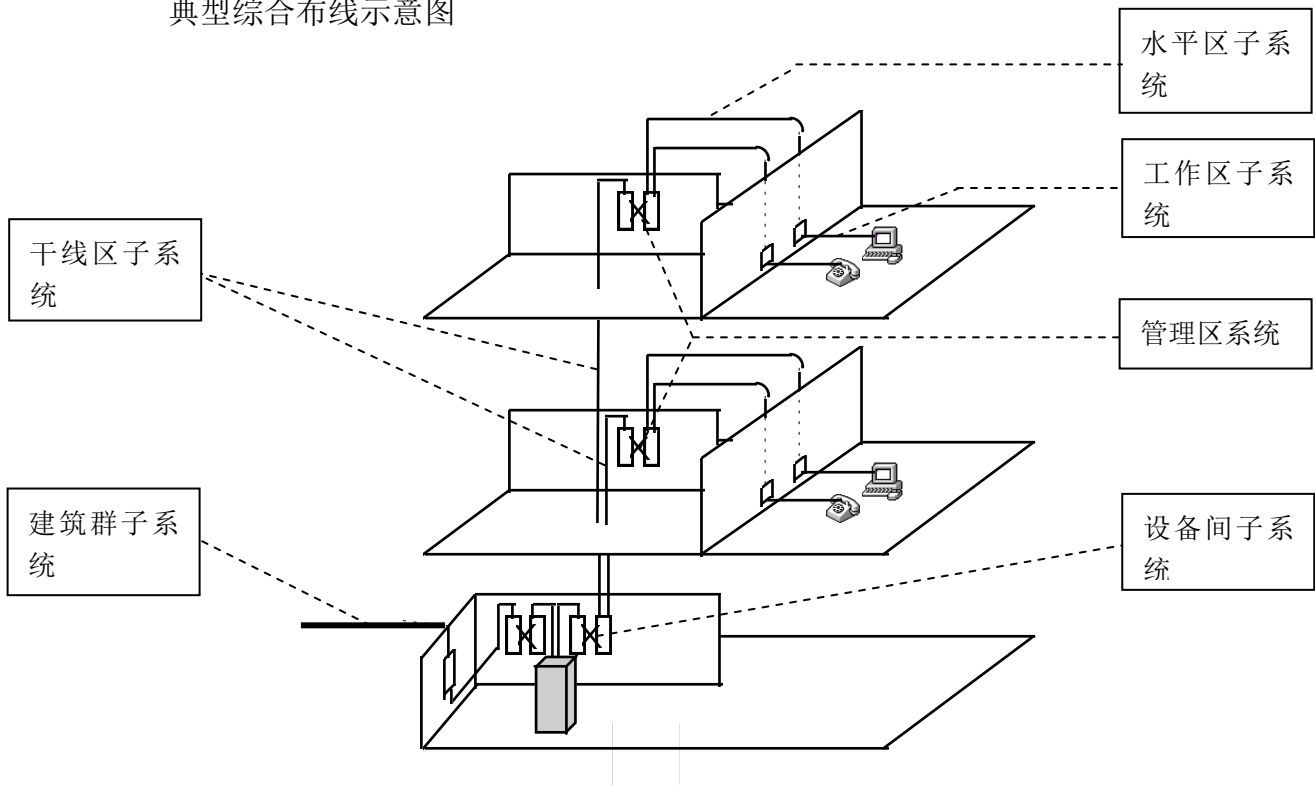 典型综合布线示意图
水平区子系
统
工作区子系
统
干线区子系
统
管理区系统
建筑群子系
统
设备间子系
统